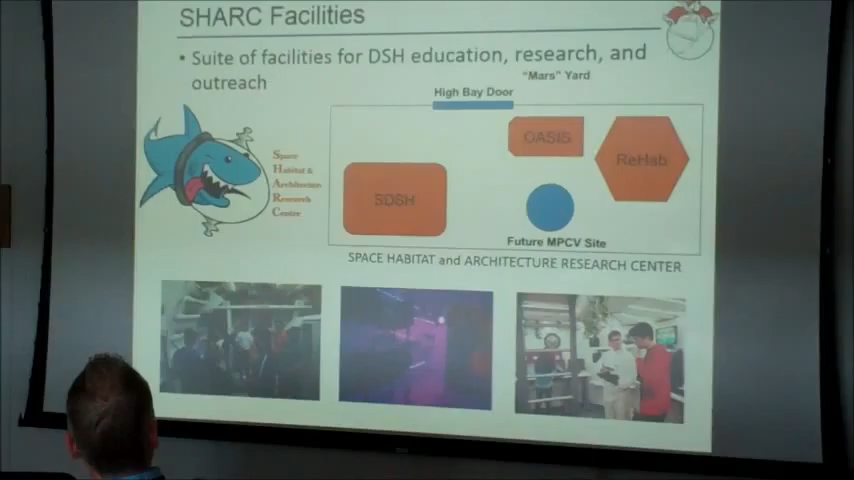 SHARC Facilities
• Suite of facilities for DSH education, research, and
outreach
"Mars" Yard
High Bay Door
OASIS
ReHab
SDSH
Space
Habitat &
Architecture
Research
Center
Future MPCV Site
SPACE HABITAT and ARCHITECTURE RESEARCH CENTER